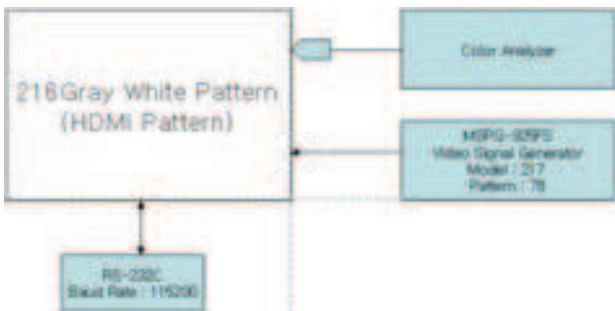 216Gray White Pattern
(HDMI Pattern)
Color Analyzer
MSPG-925FS
Video Signal Generator
Model : 217
Pattern : 78
RS-232C
Baud Rate : 115200